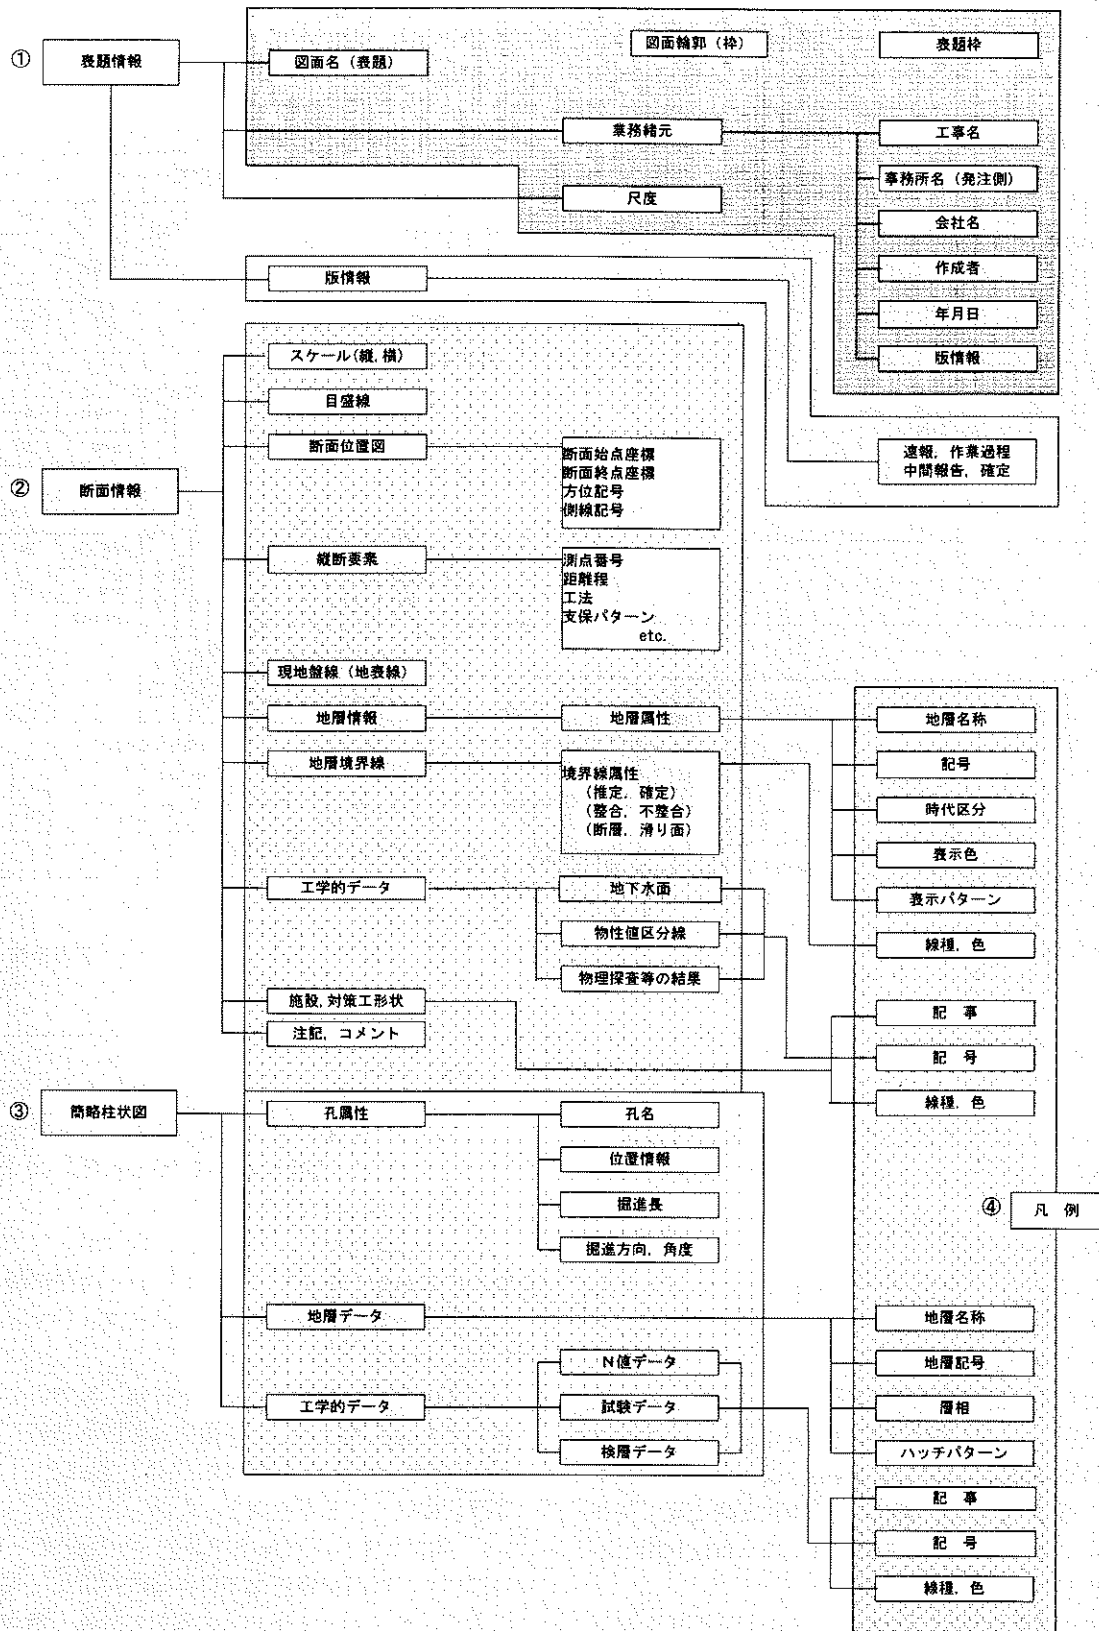 ①
表題情報
図面名(表題)
図面輪郭(枠)
表題枠
業務緒元
工事名
事務所名(発注側)
尺度
会社名
作成者
版情報
年月日
版情報
スケール(縦,横)
目盛線
断面位置図
断面始点座標
断面終点座標
方位記号
側線記号
速報,作業過程
中間報告,確定
②
断面情報
縦断要素
測点番号
距離程
工法
支保パターン
etc.
現地盤線(地表線)
地層情報
地層属性
地層名称
地層境界線
境界線属性
(推定,確定)
(整合,不整合)
(断層,滑り面)
記号
時代区分
表示色
表示パターン
線種,色
工学的データ
地下水面
物性値区分線
物理探査等の結果
施設,対策工形状
注記,コメント
記 事
記 号
線種,色
③
簡略柱状図
孔属性
孔名
位置情報
掘進長
掘進方向,角度
④
凡 例
地層データ
地層名称
地層記号
層相
ハッチパターン
工学的データ
N値データ
試験データ
検層データ
記 事
記 号
線種,色